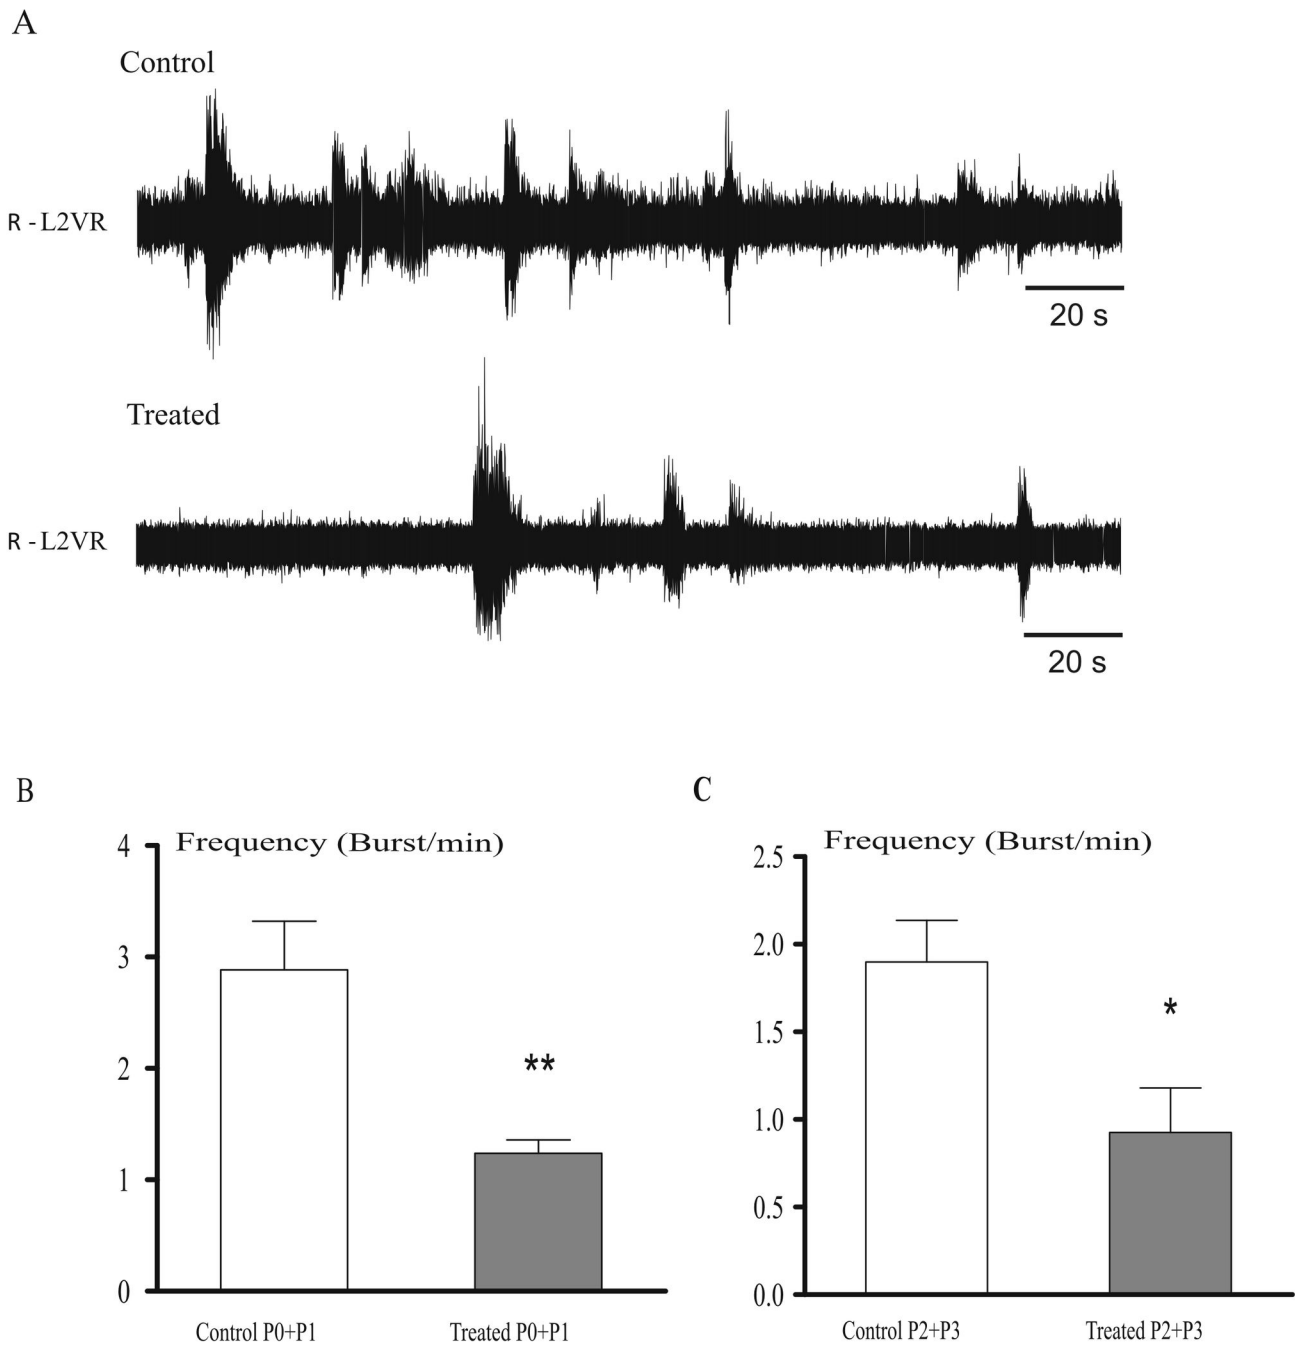 A
Control
R - L2VR
20 s
Treated
R - L2VR
20 s
B
Frequency (Burst/min)
4
3
2
1
0
**
Control P0+P1
Treated P0+P1
C
Frequency (Burst/min)
2.5
2.0
1.5
1.0
0.5
0.0
*
Control P2+P3
Treated P2+P3